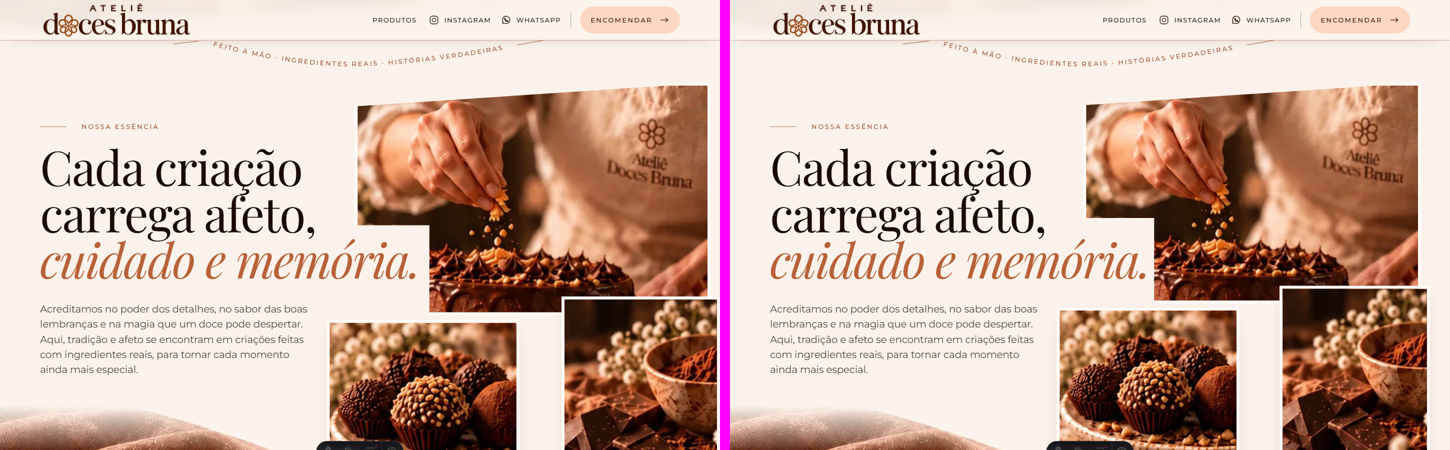 ATELIÊ
doces bruna
PRODUTOS INSTAGRAM WHATSAPP ENCOMENDAR
FEITO À MÃO · INGREDIENTES REAIS · HISTÓRIAS VERDADEIRAS
NOSSA ESSÊNCIA
Cada criação
carrega afeto,
cuidado e memória.
Acreditamos no poder dos detalhes, no sabor das boas
lembranças e na magia que um doce pode despertar.
Aqui, tradição e afeto se encontram em criações feitas
com ingredientes reais, para tornar cada momento
ainda mais especial.
Ateliê
Doces Bruna
ATELIÊ
doces bruna
PRODUTOS INSTAGRAM WHATSAPP ENCOMENDAR
FEITO À MÃO · INGREDIENTES REAIS · HISTÓRIAS VERDADEIRAS
NOSSA ESSÊNCIA
Cada criação
carrega afeto,
cuidado e memória.
Acreditamos no poder dos detalhes, no sabor das boas
lembranças e na magia que um doce pode despertar.
Aqui, tradição e afeto se encontram em criações feitas
com ingredientes reais, para tornar cada momento
ainda mais especial.
Ateliê
Doces Bruna